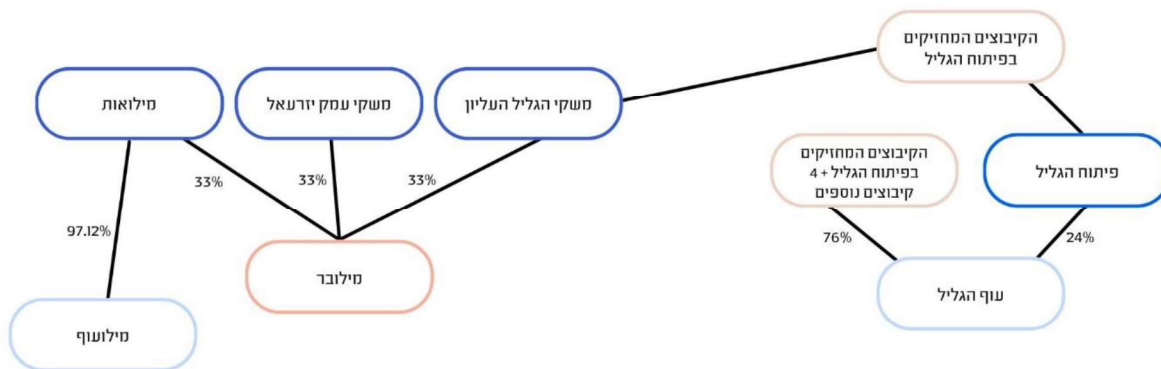 הקיבוצים המחזיקים
בפיתוח הגליל
משקי הגליל העליון
משקי עמק יזרעאל
מילואות
פיתוח הגליל
הקיבוצים המחזיקים
בפיתוח הגליל + 4
קיבוצים נוספים
33%
33%
33%
97.12%
76%
24%
מילובר
עוף הגליל
מילועוף